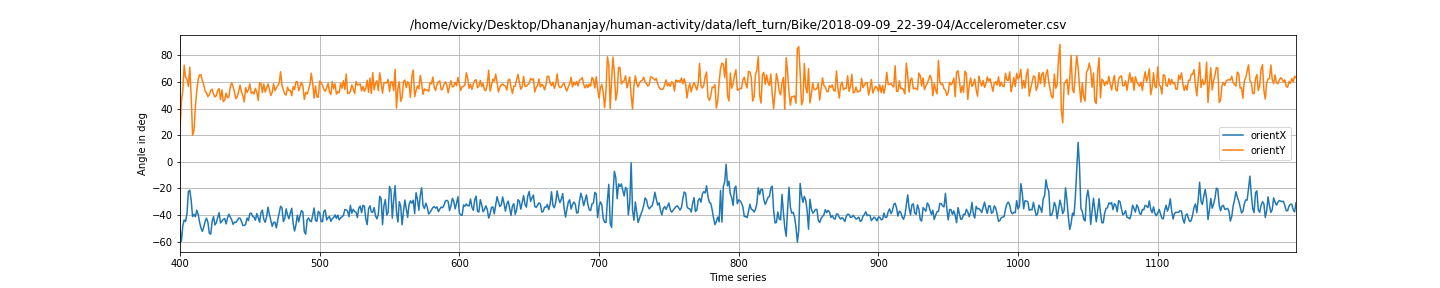 /home/vicky/Desktop/Dhananjay/human-activity/data/left_turn/Bike/2018-09-09_22-39-04/Accelerometer.csv
Angle in deg
80
60
40
20
0
−20
−40
−60
orientX
orientY
400 500 600 700 800 900 1000 1100
Time series